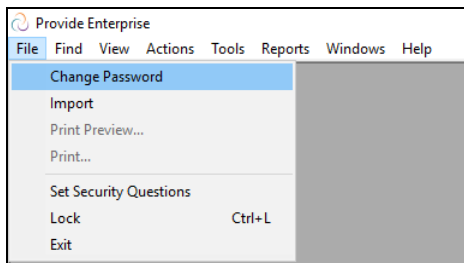 Provide Enterprise
File Find View Actions Tools Reports Windows Help
Change Password
Import
Print Preview...
Print...
Set Security Questions
Lock Ctrl+L
Exit